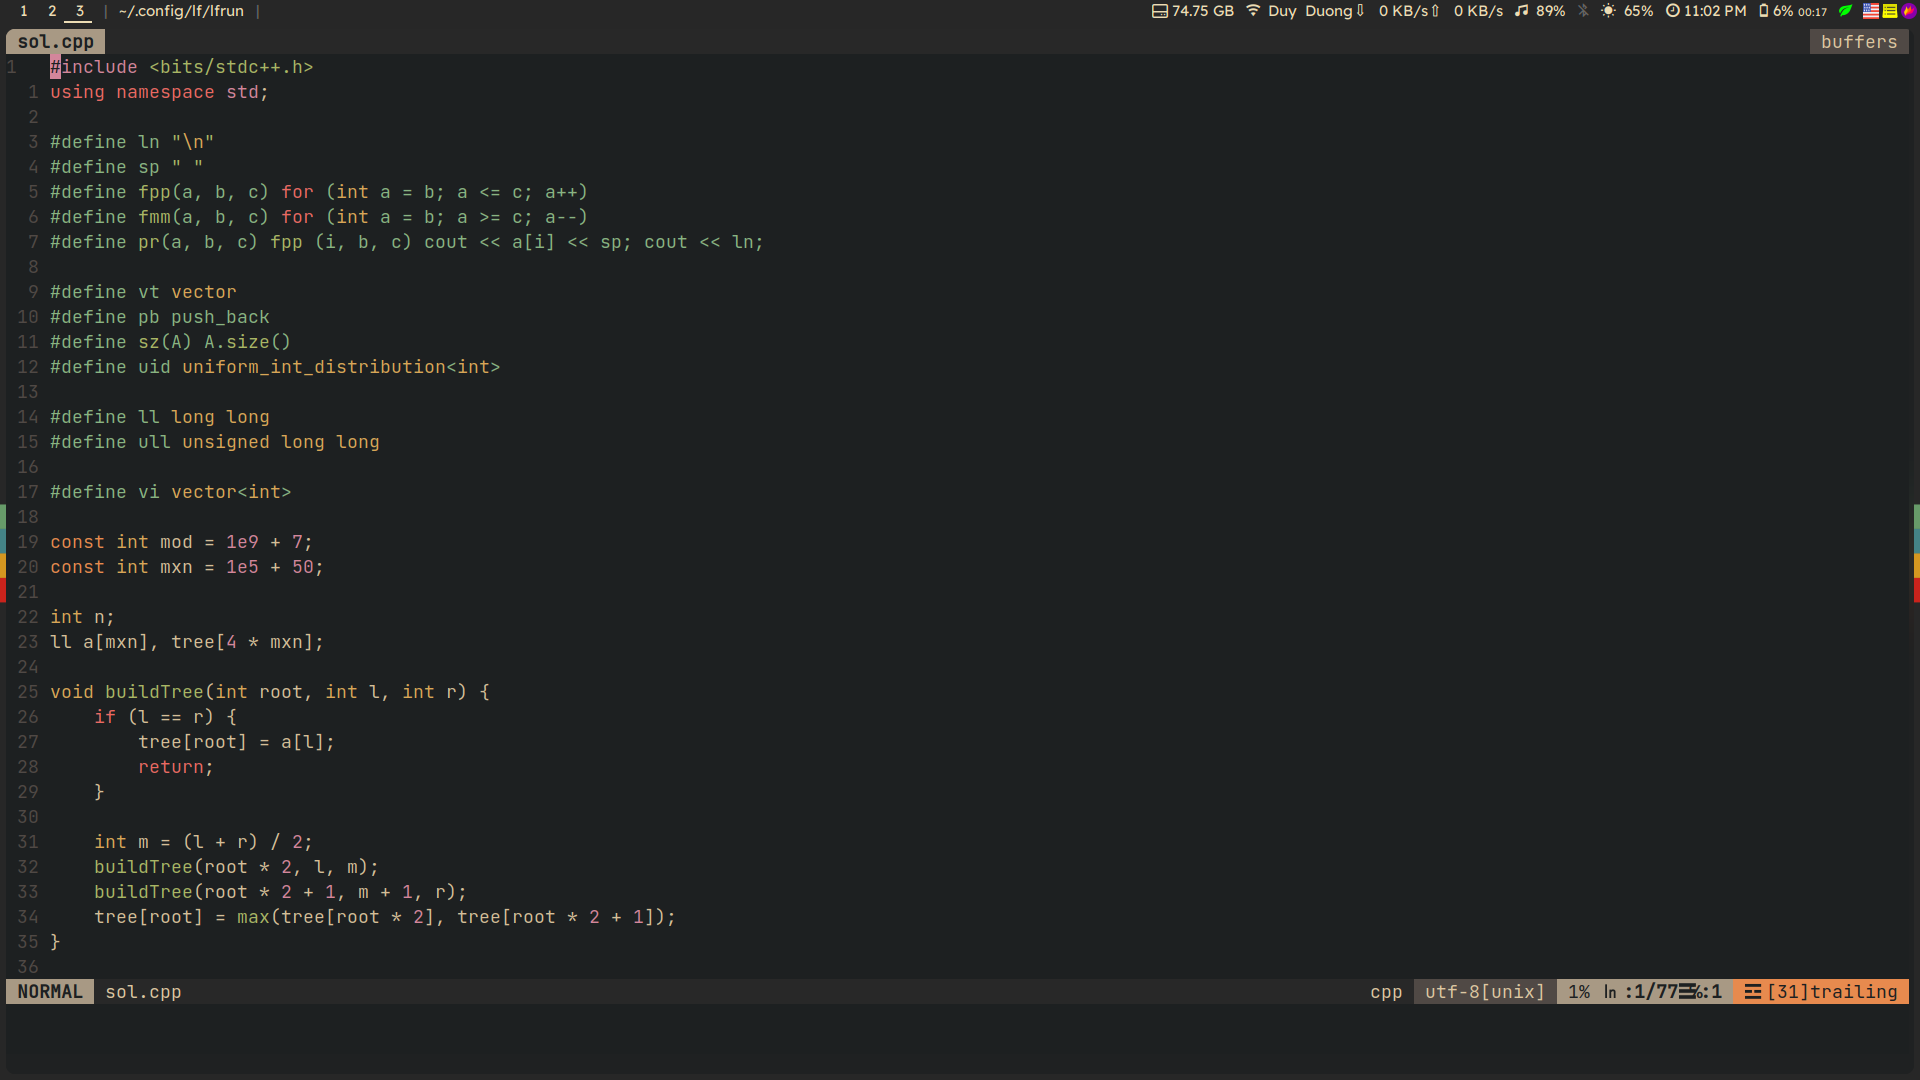 1 2 3 | ~/.config/lf/lfrun | 74.75 GB Duy Duong⇩ 0 KB/s⇧ 0 KB/s 89% 65% 11:02 PM 6% 00:17
sol.cpp buffers
1 #include <bits/stdc++.h>
1 using namespace std;
2
3 #define ln "\n"
4 #define sp " "
5 #define fpp(a, b, c) for (int a = b; a <= c; a++)
6 #define fmm(a, b, c) for (int a = b; a >= c; a--)
7 #define pr(a, b, c) fpp (i, b, c) cout << a[i] << sp; cout << ln;
8
9 #define vt vector
10 #define pb push_back
11 #define sz(A) A.size()
12 #define uid uniform_int_distribution<int>
13
14 #define ll long long
15 #define ull unsigned long long
16
17 #define vi vector<int>
18
19 const int mod = 1e9 + 7;
20 const int mxn = 1e5 + 50;
21
22 int n;
23 ll a[mxn], tree[4 * mxn];
24
25 void buildTree(int root, int l, int r) {
26     if (l == r) {
27         tree[root] = a[l];
28         return;
29     }
30
31     int m = (l + r) / 2;
32     buildTree(root * 2, l, m);
33     buildTree(root * 2 + 1, m + 1, r);
34     tree[root] = max(tree[root * 2], tree[root * 2 + 1]);
35 }
36
NORMAL sol.cpp cpp utf-8[unix] 1% ln :1/77☰%:1 ☲[31]trailing